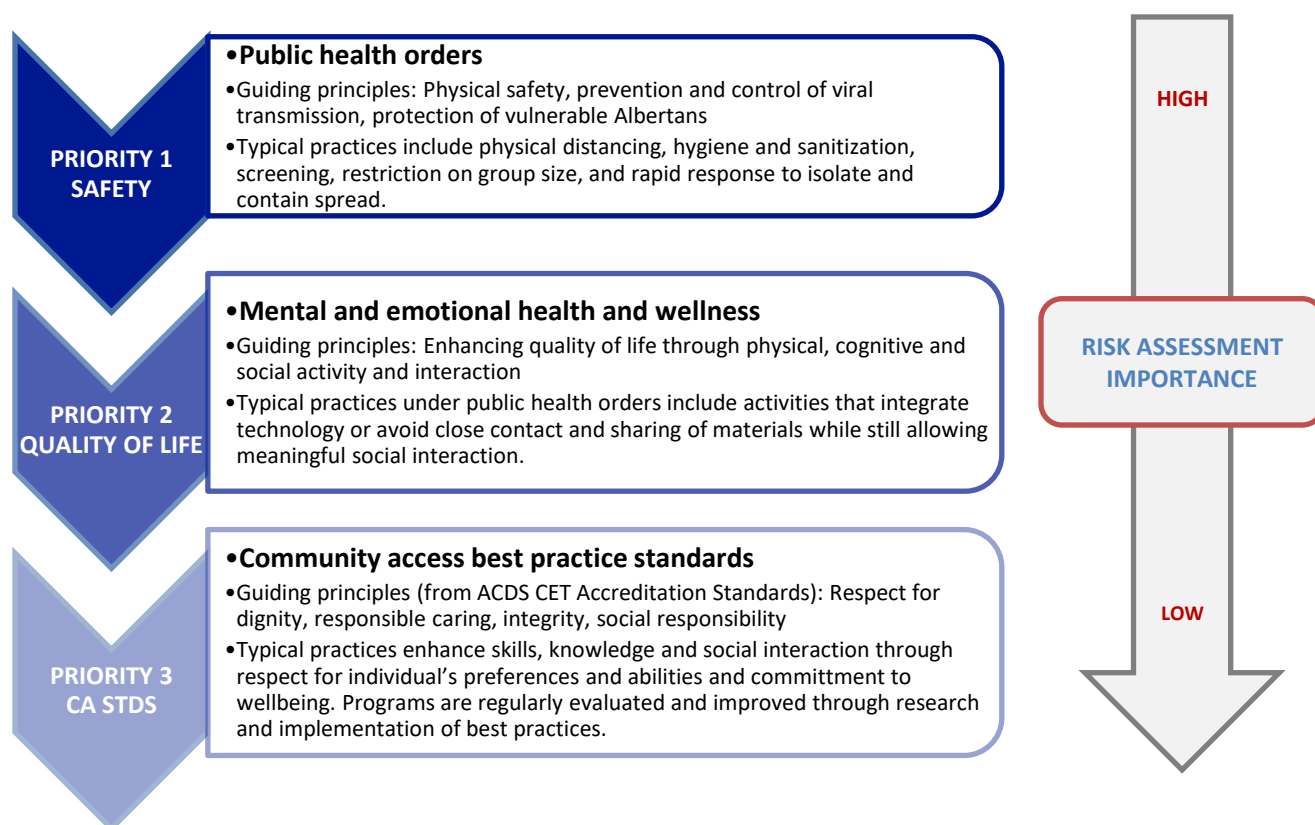 PRIORITY 1
SAFETY
•Public health orders
•Guiding principles: Physical safety, prevention and control of viral
transmission, protection of vulnerable Albertans
•Typical practices include physical distancing, hygiene and sanitization,
screening, restriction on group size, and rapid response to isolate and
contain spread.
PRIORITY 2
QUALITY OF LIFE
•Mental and emotional health and wellness
•Guiding principles: Enhancing quality of life through physical, cognitive and
social activity and interaction
•Typical practices under public health orders include activities that integrate
technology or avoid close contact and sharing of materials while still allowing
meaningful social interaction.
PRIORITY 3
CA STDS
•Community access best practice standards
•Guiding principles (from ACDS CET Accreditation Standards): Respect for
dignity, responsible caring, integrity, social responsibility
•Typical practices enhance skills, knowledge and social interaction through
respect for individual’s preferences and abilities and committment to
wellbeing. Programs are regularly evaluated and improved through research
and implementation of best practices.
HIGH
RISK ASSESSMENT
IMPORTANCE
LOW